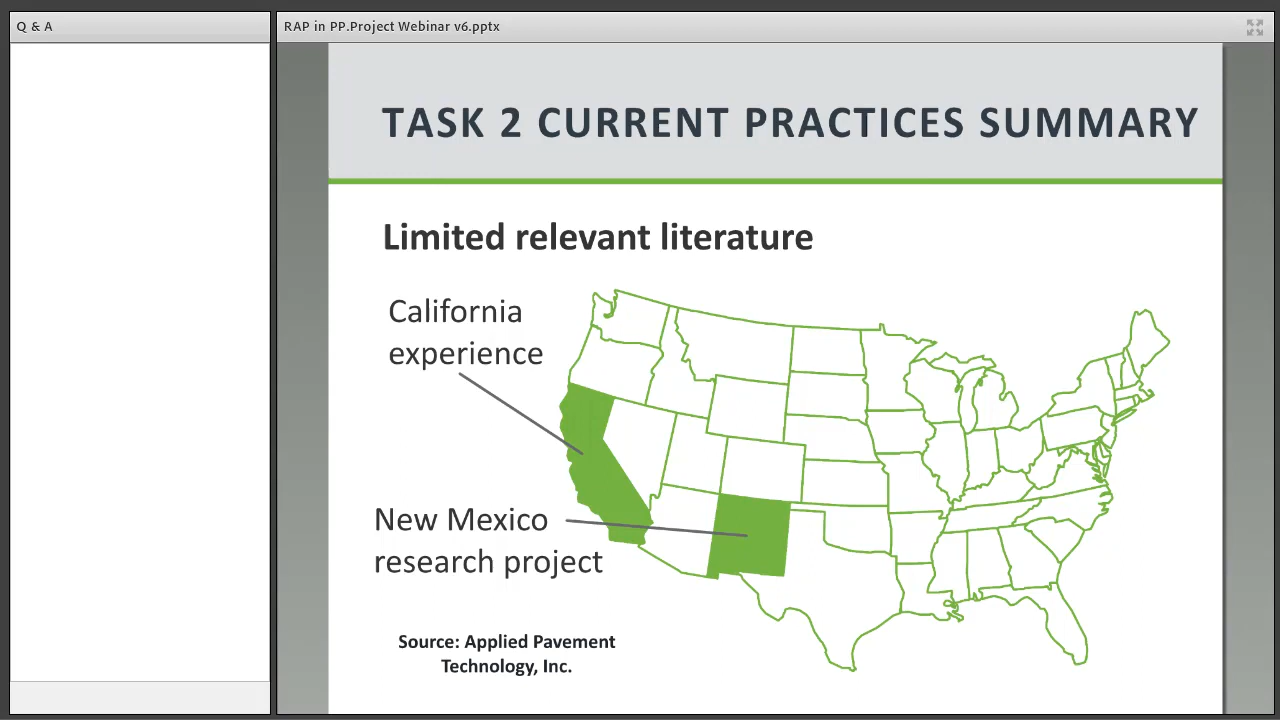 Q & A
RAP in PP.Project Webinar v6.pptx
TASK 2 CURRENT PRACTICES SUMMARY
Limited relevant literature
California
experience
New Mexico
research project
Source: Applied Pavement
Technology, Inc.